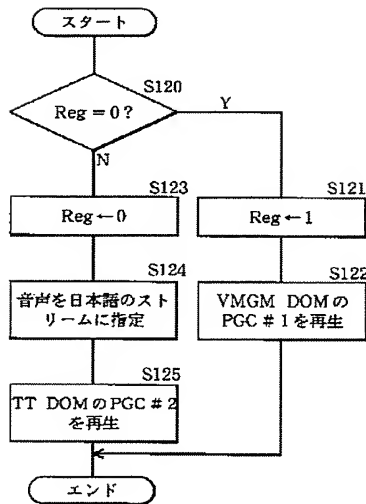 スタート
S120
Reg = 0?
Y
N
S123
Reg←0
S121
Reg←1
S124
音声を日本語のスト
リームに指定
S122
VMGM DOMの
PGC #1を再生
S125
TT DOMのPGC #2
を再生
エンド